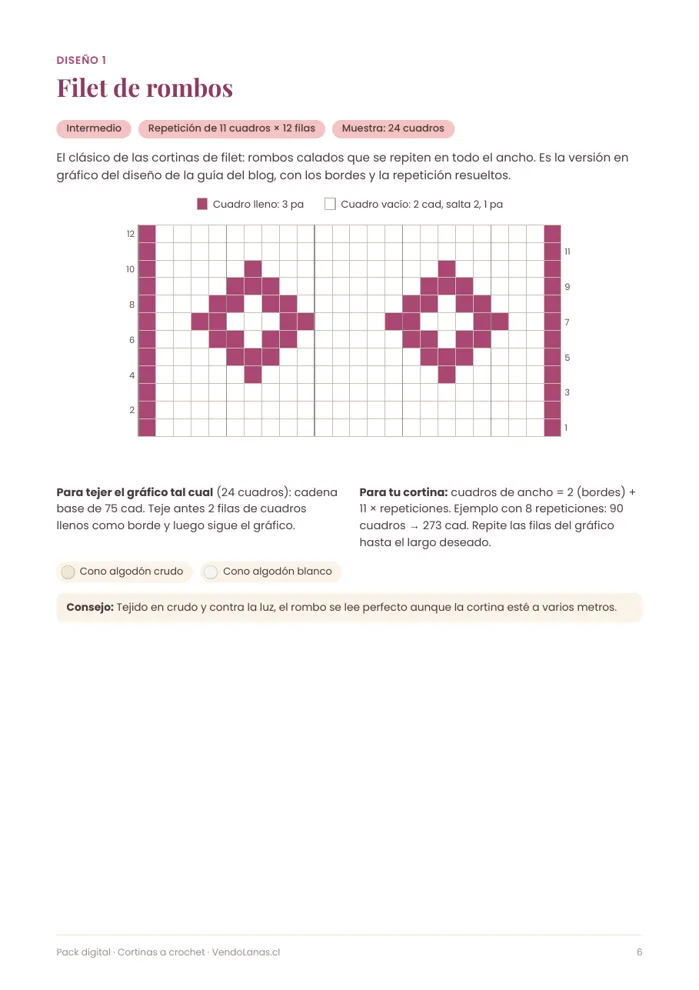 DISEÑO 1
Filet de rombos
Intermedio
Repetición de 11 cuadros × 12 filas
Muestra: 24 cuadros
El clásico de las cortinas de filet: rombos calados que se repiten en todo el ancho. Es la versión en
gráfico del diseño de la guía del blog, con los bordes y la repetición resueltos.
Cuadro lleno: 3 pa
Cuadro vacío: 2 cad, salta 2, 1 pa
12
11
10
9
8
7
6
5
4
3
2
1
Para tejer el gráfico tal cual (24 cuadros): cadena
base de 75 cad. Teje antes 2 filas de cuadros
llenos como borde y luego sigue el gráfico.
Para tu cortina: cuadros de ancho = 2 (bordes) +
11 × repeticiones. Ejemplo con 8 repeticiones: 90
cuadros → 273 cad. Repite las filas del gráfico
hasta el largo deseado.
Cono algodón crudo
Cono algodón blanco
Consejo: Tejido en crudo y contra la luz, el rombo se lee perfecto aunque la cortina esté a varios metros.
Pack digital · Cortinas a crochet · VendoLanas.cl
6